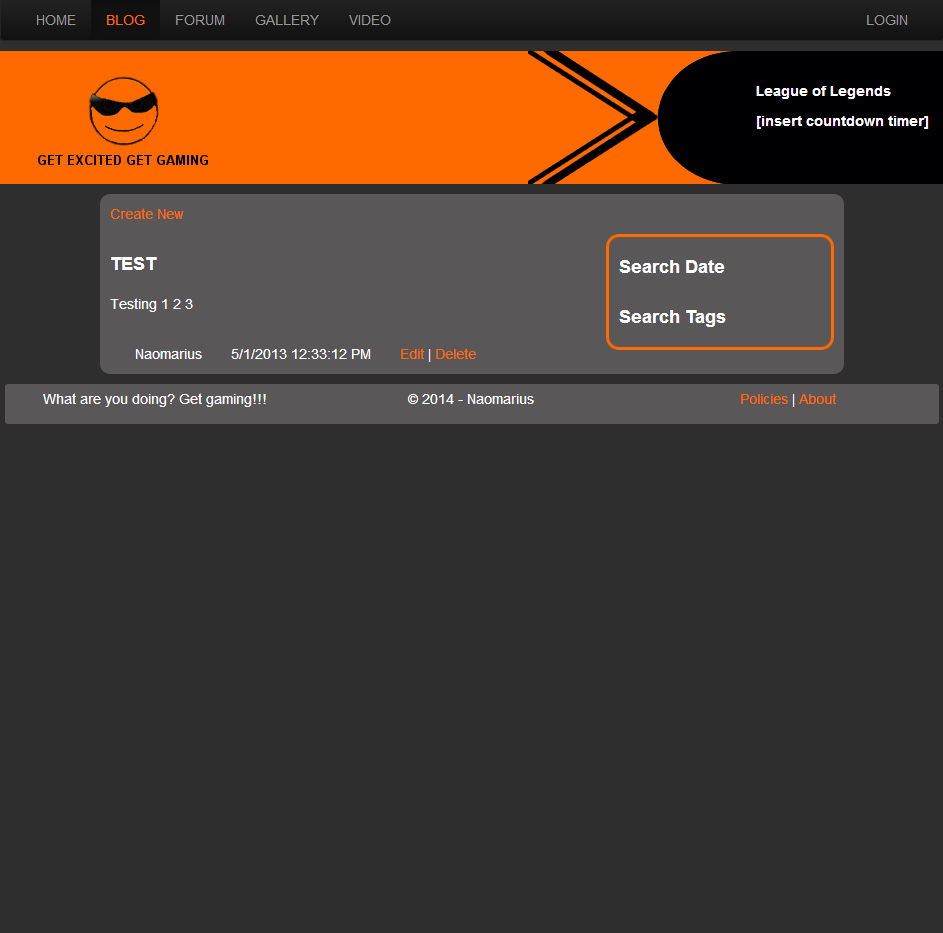 HOME BLOG FORUM GALLERY VIDEO LOGIN
League of Legends
[insert countdown timer]
GET EXCITED GET GAMING
Create New
TEST
Testing 1 2 3
Naomarius 5/1/2013 12:33:12 PM Edit | Delete
Search Date
Search Tags
What are you doing? Get gaming!!! © 2014 - Naomarius Policies | About